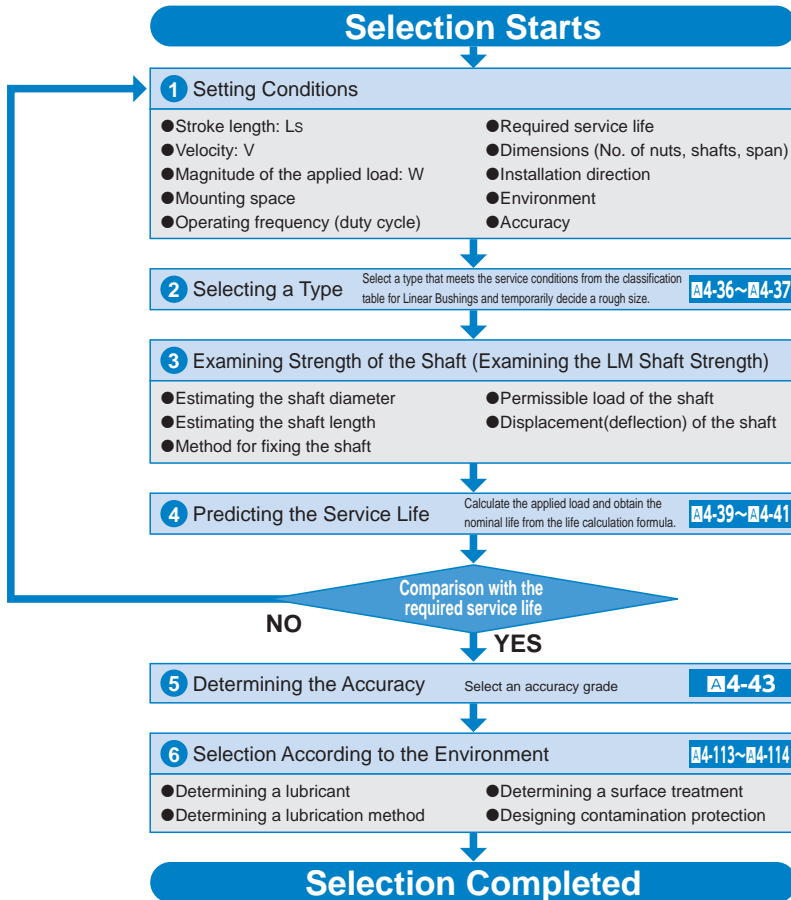 Selection Starts
1 Setting Conditions
●Stroke length: Ls
●Velocity: V
●Magnitude of the applied load: W
●Mounting space
●Operating frequency (duty cycle)
●Required service life
●Dimensions (No. of nuts, shafts, span)
●Installation direction
●Environment
●Accuracy
2 Selecting a Type
Select a type that meets the service conditions from the classification
table for Linear Bushings and temporarily decide a rough size.
A4-36~A4-37
3 Examining Strength of the Shaft (Examining the LM Shaft Strength)
●Estimating the shaft diameter
●Estimating the shaft length
●Method for fixing the shaft
●Permissible load of the shaft
●Displacement(deflection) of the shaft
4 Predicting the Service Life
Calculate the applied load and obtain the
nominal life from the life calculation formula.
A4-39~A4-41
Comparison with the
required service life
NO
YES
5 Determining the Accuracy
Select an accuracy grade
A4-43
6 Selection According to the Environment
A4-113~A4-114
●Determining a lubricant
●Determining a lubrication method
●Determining a surface treatment
●Designing contamination protection
Selection Completed